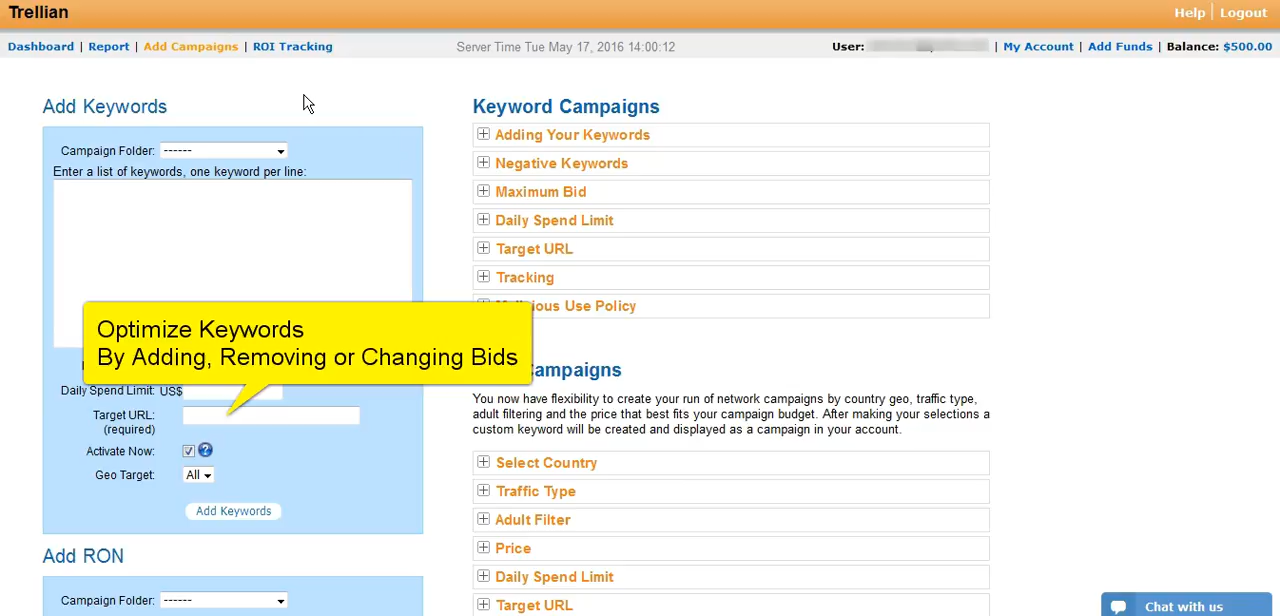 Trellian
Help | Logout
Dashboard | Report | Add Campaigns | ROI Tracking
Server Time Tue May 17, 2016 14:00:12
User: | My Account | Add Funds | Balance: $500.00
Add Keywords
Campaign Folder: ------
Enter a list of keywords, one keyword per line:
Optimize Keywords
By Adding, Removing or Changing Bids
Daily Spend Limit: US$
Target URL:
(required)
Activate Now:
Geo Target: All
Add Keywords
Add RON
Campaign Folder: ------
Keyword Campaigns
Adding Your Keywords
Negative Keywords
Maximum Bid
Daily Spend Limit
Target URL
Tracking
Use Policy
Campaigns
You now have flexibility to create your run of network campaigns by country geo, traffic type,
adult filtering and the price that best fits your campaign budget. After making your selections a
custom keyword will be created and displayed as a campaign in your account.
Select Country
Traffic Type
Adult Filter
Price
Daily Spend Limit
Target URL
Chat with us